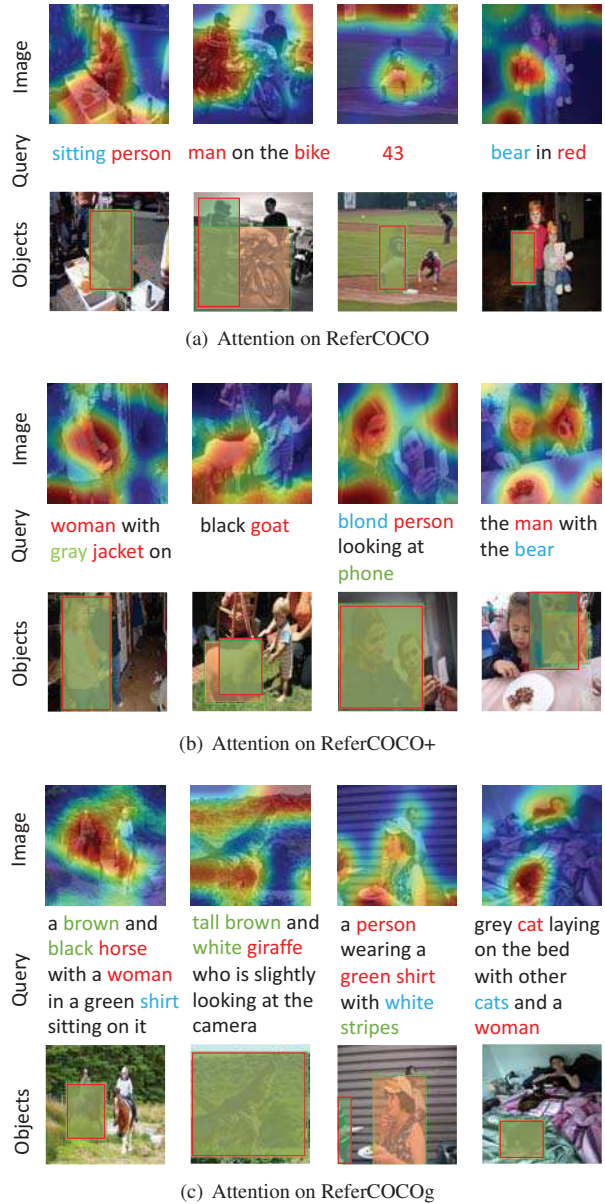 Image
Query
sitting person
man on the bike
43
bear in red
Objects
(a) Attention on ReferCOCO
Image
Query
woman with
gray jacket on
black goat
blond person
looking at
phone
the man with
the bear
Objects
(b) Attention on ReferCOCO+
Image
Query
a brown and
black horse
with a woman
in a green shirt
sitting on it
tall brown and
white giraffe
who is slightly
looking at the
camera
a person
wearing a
green shirt
with white
stripes
grey cat laying
on the bed
with other
cats and a
woman
Objects
(c) Attention on ReferCOCOg